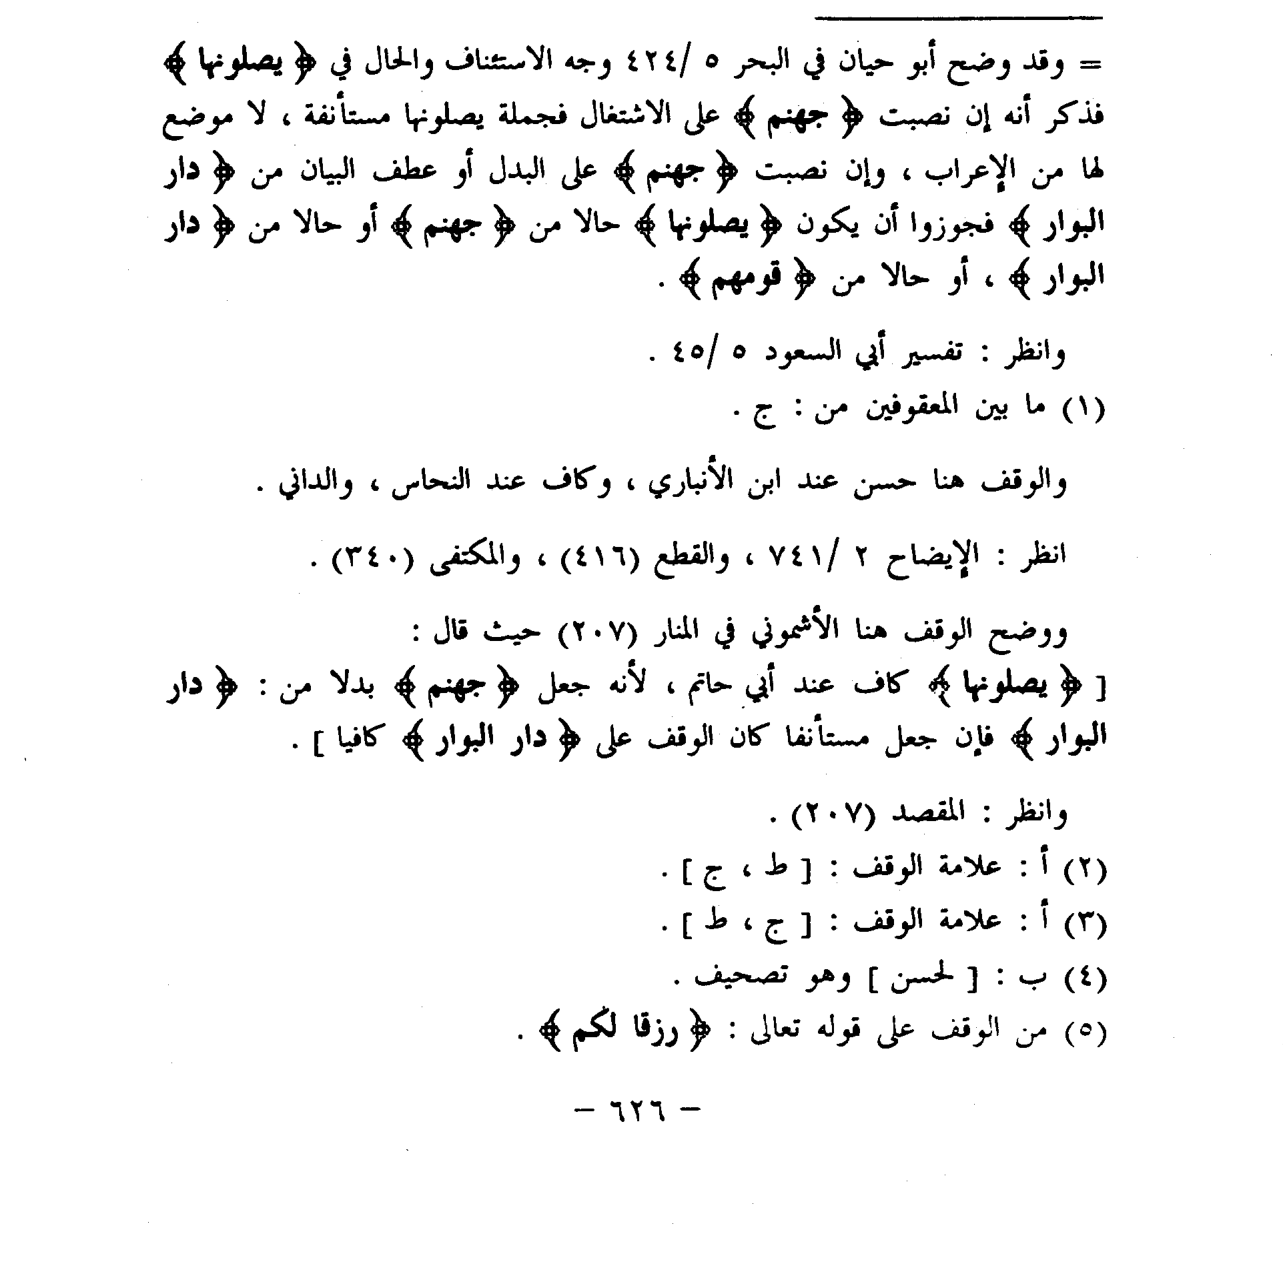 = وقد وضح أبو حيان في البحر ٥ /٤٢٤ وجه الاستئناف والحال في ﴿ يصلونها ﴾
فذكر أنه إن نصبت ﴿ جهنم ﴾ على الاشتغال فجملة يصلونها مستأنفة ، لا موضع
لها من الإعراب ، وإن نصبت ﴿ جهنم ﴾ على البدل أو عطف البيان من ﴿ دار
البوار ﴾ فجوزوا أن يكون ﴿ يصلونها ﴾ حالا من ﴿ جهنم ﴾ أو حالا من ﴿ دار
البوار ﴾ ، أو حالا من ﴿ قومهم ﴾ .
وانظر : تفسير أبي السعود ٥ /٤٥ .
(١) ما بين المعقوفين من : ج .
والوقف هنا حسن عند ابن الأنباري ، وكاف عند النحاس ، والداني .
انظر : الإيضاح ٢ /٧٤١ ، والقطع (٤١٦) ، والمكتفى (٣٤٠) .
ووضح الوقف هنا الأشموني في المنار (٢٠٧) حيث قال :
[ ﴿ يصلونها ﴾ كاف عند أبي حاتم ، لأنه جعل ﴿ جهنم ﴾ بدلا من : ﴿ دار
البوار ﴾ فإن جعل مستأنفا كان الوقف على ﴿ دار البوار ﴾ كافيا ] .
وانظر : المقصد (٢٠٧) .
(٢) أ : علامة الوقف : [ ط ، ج ] .
(٣) أ : علامة الوقف : [ ج ، ط ] .
(٤) ب : [ لحسن ] وهو تصحيف .
(٥) من الوقف على قوله تعالى : ﴿ رزقا لكم ﴾ .
– ٦٢٦ –